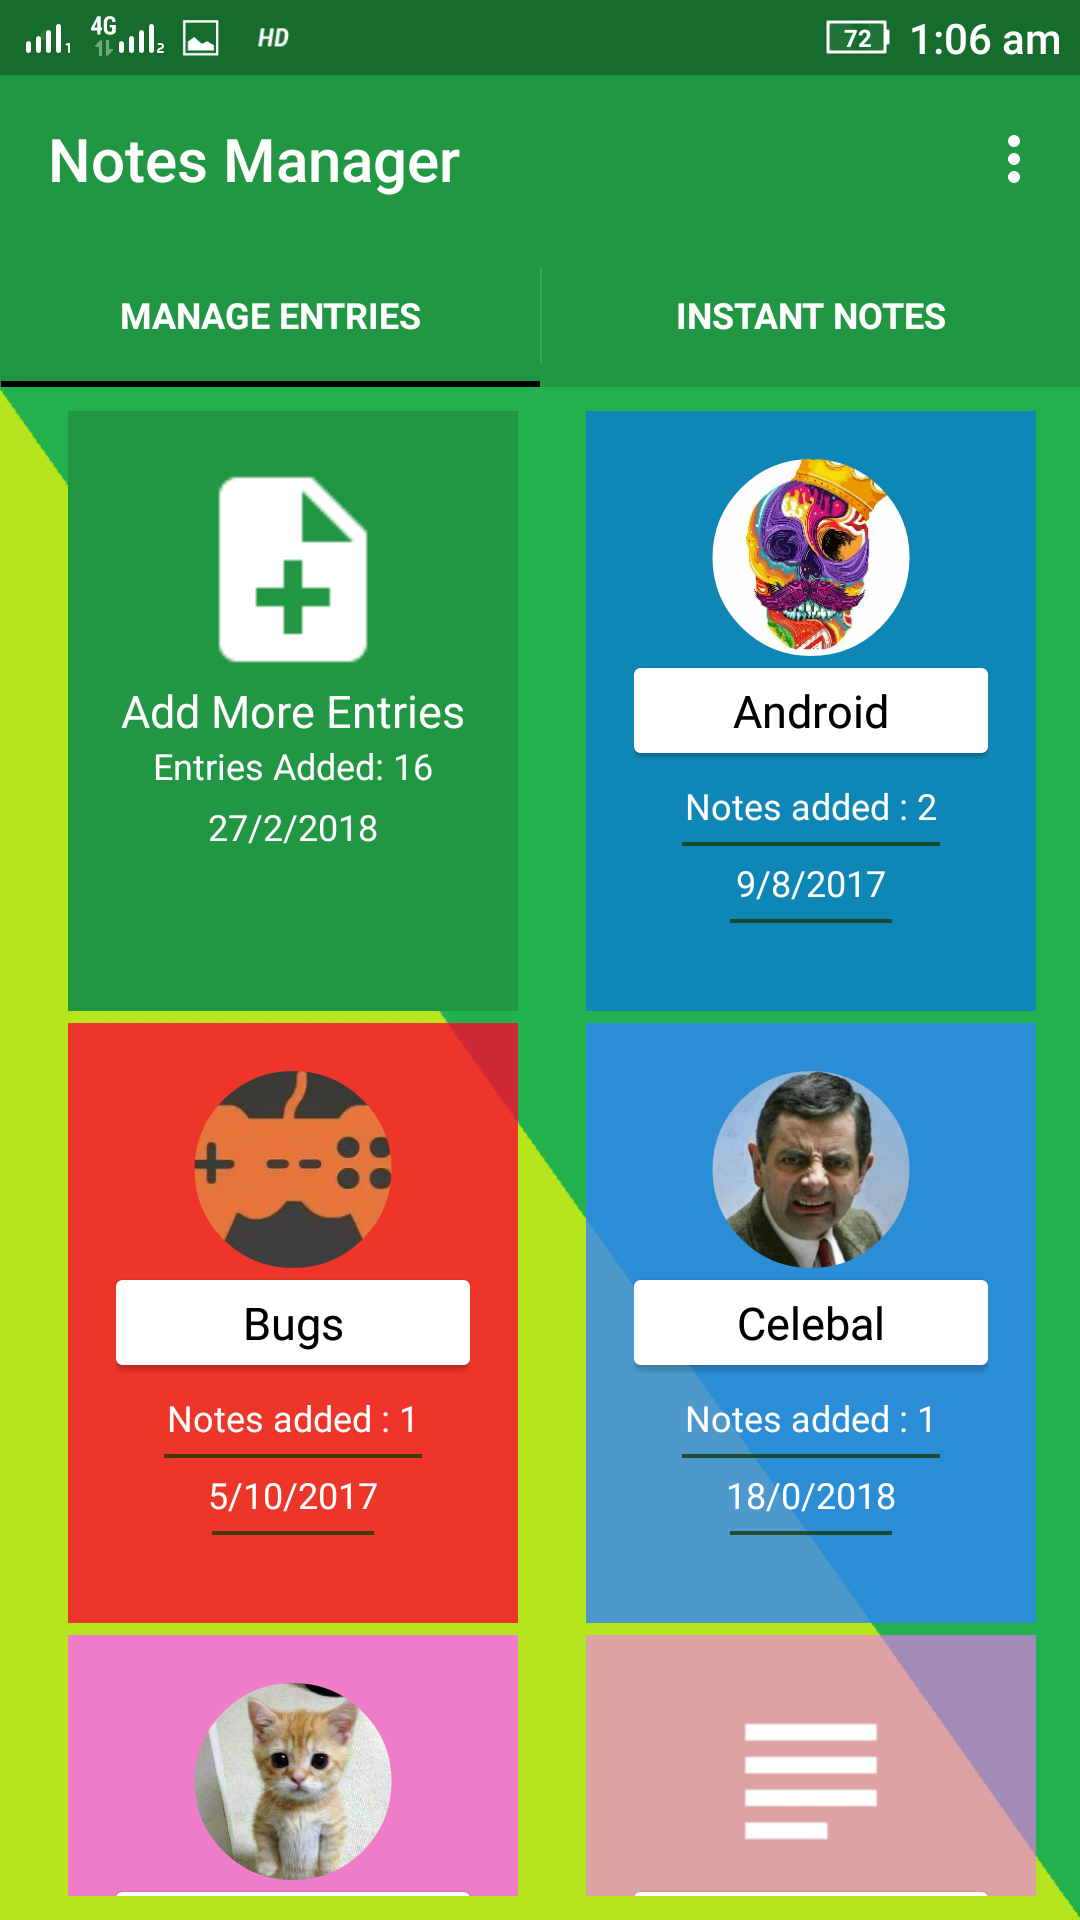 4G 1 2 HD 72 1:06 am
Notes Manager
MANAGE ENTRIES INSTANT NOTES
Add More Entries
Entries Added: 16
27/2/2018
Android
Notes added : 2
9/8/2017
Bugs
Notes added : 1
5/10/2017
Celebal
Notes added : 1
18/0/2018